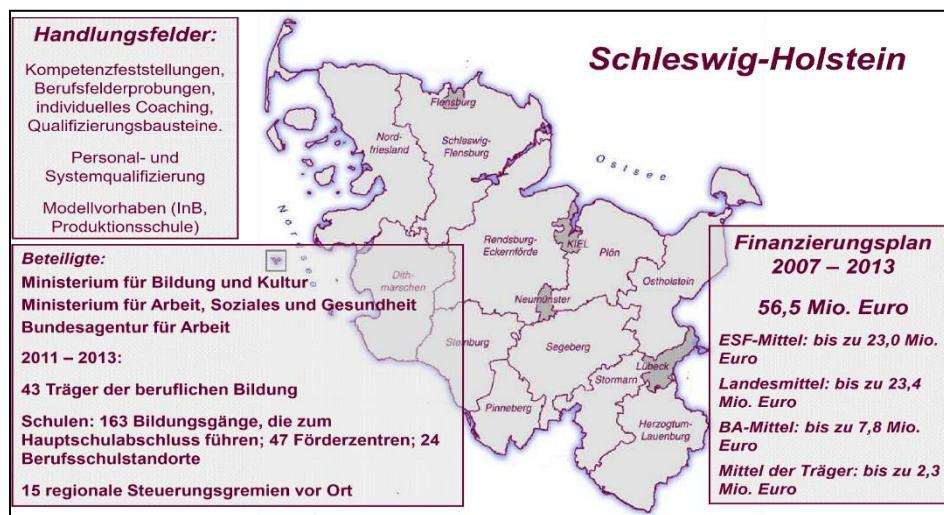 Handlungsfelder:
Kompetenzfeststellungen,
Berufsfelderprobungen,
individuelles Coaching,
Qualifizierungsbausteine.
Personal- und
Systemqualifizierung
Modellvorhaben (InB,
Produktionsschule)
Schleswig-Holstein
Flensburg
Nord-
friesland
Schleswig-
Flensburg
Ostsee
Nordsee
Rendsburg-
Eckernförde
KIEL
Plön
Ostholstein
Dith-
marschen
Neumünster
Steinburg
Segeberg
Lübeck
Stormarn
Pinneberg
Herzogtum-
Lauenburg
Beteiligte:
Ministerium für Bildung und Kultur
Ministerium für Arbeit, Soziales und Gesundheit
Bundesagentur für Arbeit
2011 – 2013:
43 Träger der beruflichen Bildung
Schulen: 163 Bildungsgänge, die zum
Hauptschulabschluss führen; 47 Förderzentren; 24
Berufsschulstandorte
15 regionale Steuerungsgremien vor Ort
Finanzierungsplan
2007 – 2013
56,5 Mio. Euro
ESF-Mittel: bis zu 23,0 Mio.
Euro
Landesmittel: bis zu 23,4
Mio. Euro
BA-Mittel: bis zu 7,8 Mio.
Euro
Mittel der Träger: bis zu 2,3
Mio. Euro